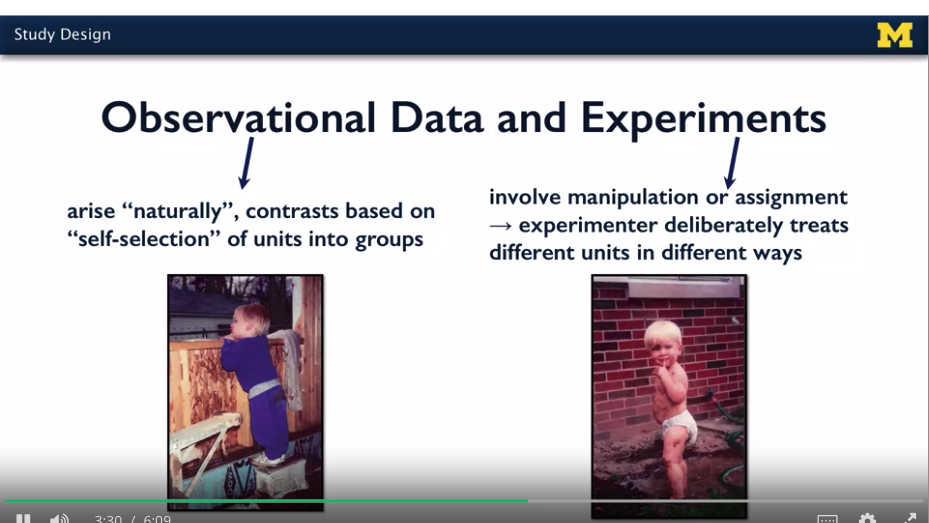 Study Design
M
Observational Data and Experiments
arise “naturally”, contrasts based on
“self-selection” of units into groups
involve manipulation or assignment
→ experimenter deliberately treats
different units in different ways
3:30 / 6:09